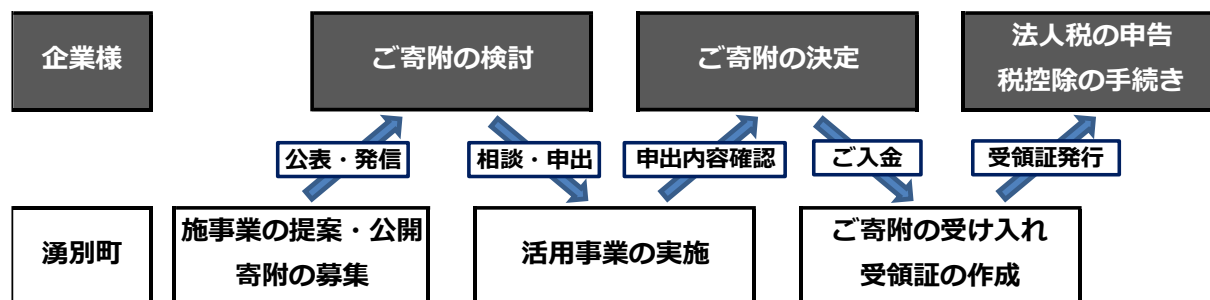 企業様
ご寄附の検討
ご寄附の決定
法人税の申告
税控除の手続き
公表・発信
相談・申出
申出内容確認
ご入金
受領証発行
湧別町
施事業の提案・公開
寄附の募集
活用事業の実施
ご寄附の受け入れ
受領証の作成